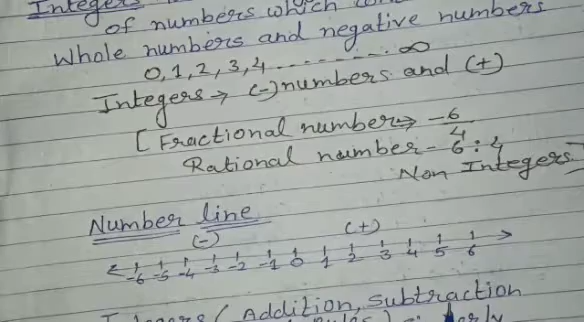 Integers
of numbers which
Whole numbers and negative numbers
0, 1, 2, 3, 4 - - - - - - - - ∞
Integers → (-) numbers and (+)
[ Fractional number → -6/4
Rational number - 6 : 4
Non Integers]
Number line
(-) (+)
-6 -5 -4 -3 -2 -1 0 1 2 3 4 5 6
(Addition, Subtraction